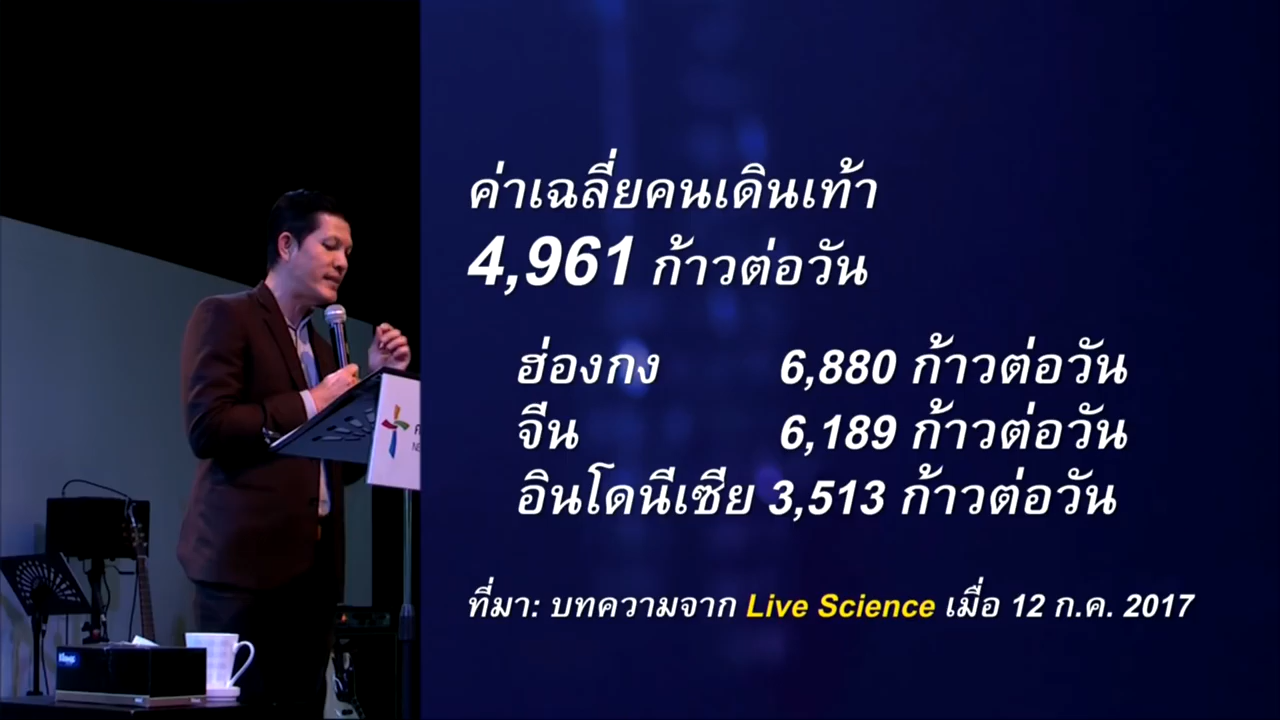 ค่าเฉลี่ยคนเดินเท้า
4,961 ก้าวต่อวัน
ฮ่องกง 6,880 ก้าวต่อวัน
จีน 6,189 ก้าวต่อวัน
อินโดนีเซีย 3,513 ก้าวต่อวัน
ที่มา: บทความจาก Live Science เมื่อ 12 ก.ค. 2017